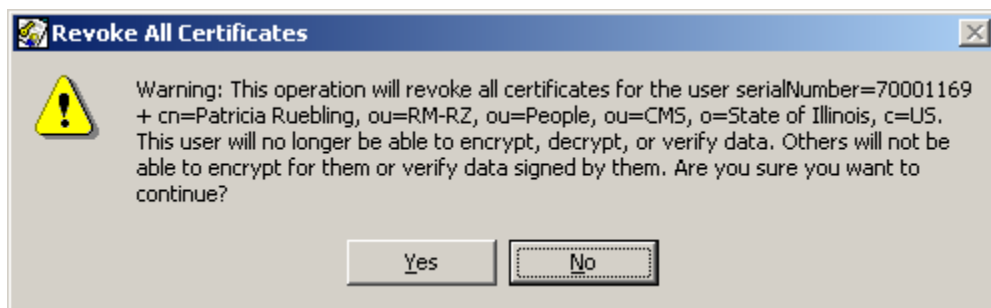 Revoke All Certificates
Warning: This operation will revoke all certificates for the user serialNumber=70001169
+ cn=Patricia Ruebling, ou=RM-RZ, ou=People, ou=CMS, o=State of Illinois, c=US.
This user will no longer be able to encrypt, decrypt, or verify data. Others will not be
able to encrypt for them or verify data signed by them. Are you sure you want to
continue?
Yes No